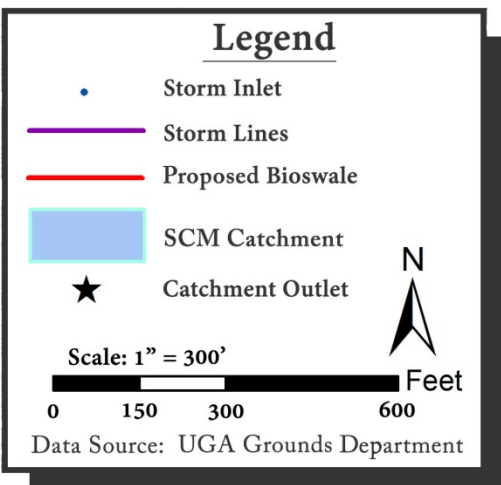 Legend
Storm Inlet
Storm Lines
Proposed Bioswale
SCM Catchment
N
Catchment Outlet
Scale: 1” = 300’
Feet
0 150 300 600
Data Source: UGA Grounds Department